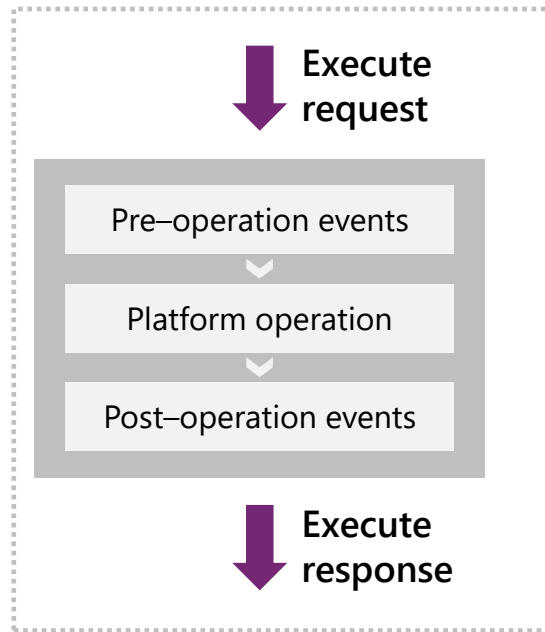 Execute
request
Pre–operation events
Platform operation
Post–operation events
Execute
response